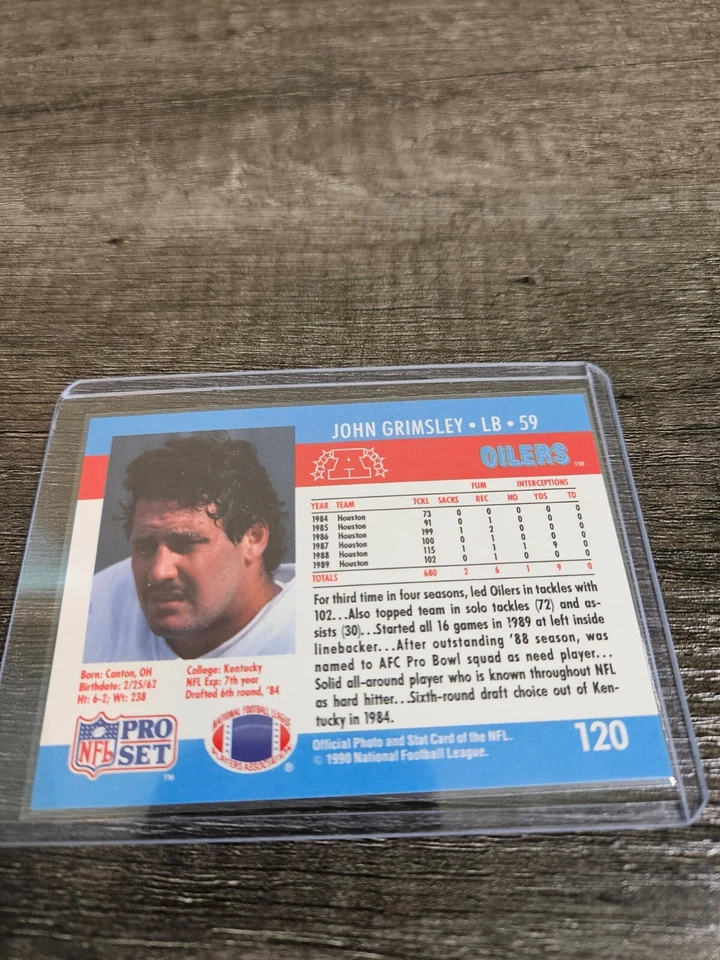 JOHN GRIMSLEY • LB • 59
A
OILERS™
FUM INTERCEPTIONS
YEAR TEAM TCKL SACKS REC NO YDS TD
1984 Houston 73 0 0 0 0 0
1985 Houston 91 0 1 0 0 0
1986 Houston 199 1 2 0 0 0
1987 Houston 100 0 1 0 0 0
1988 Houston 115 1 1 1 9 0
1989 Houston 102 0 1 0 0 0
TOTALS 680 2 6 1 9 0
For third time in four seasons, led Oilers in tackles with
102...Also topped team in solo tackles (72) and as-
sists (30)...Started all 16 games in 1989 at left inside
linebacker...After outstanding '88 season, was
named to AFC Pro Bowl squad as need player...
Solid all-around player who is known throughout NFL
as hard hitter...Sixth-round draft choice out of Ken-
tucky in 1984.
Born: Canton, OH
Birthdate: 2/25/62
Ht: 6-2; Wt: 238
College: Kentucky
NFL Exp: 7th year
Drafted 6th round, '84
NFL PRO SET™
NATIONAL FOOTBALL LEAGUE
PLAYERS ASSOCIATION ®
Official Photo and Stat Card of the NFL.
© 1990 National Football League.
120